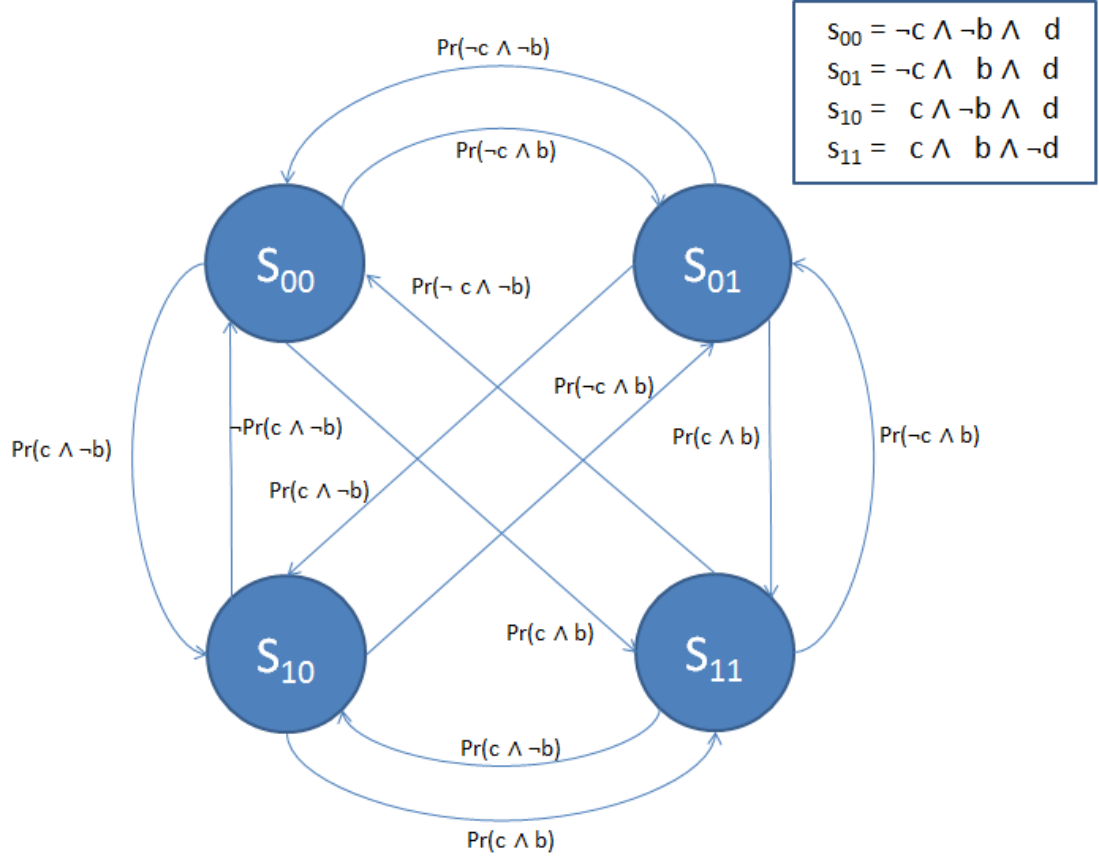 s00 = ¬c ∧ ¬b ∧ d
s01 = ¬c ∧ b ∧ d
s10 = c ∧ ¬b ∧ d
s11 = c ∧ b ∧ ¬d
Pr(¬c ∧ ¬b)
Pr(¬c ∧ b)
S00
S01
Pr(¬ c ∧ ¬b)
Pr(¬c ∧ b)
Pr(c ∧ ¬b)
¬Pr(c ∧ ¬b)
Pr(c ∧ b)
Pr(¬c ∧ b)
Pr(c ∧ ¬b)
Pr(c ∧ b)
S10
S11
Pr(c ∧ ¬b)
Pr(c ∧ b)